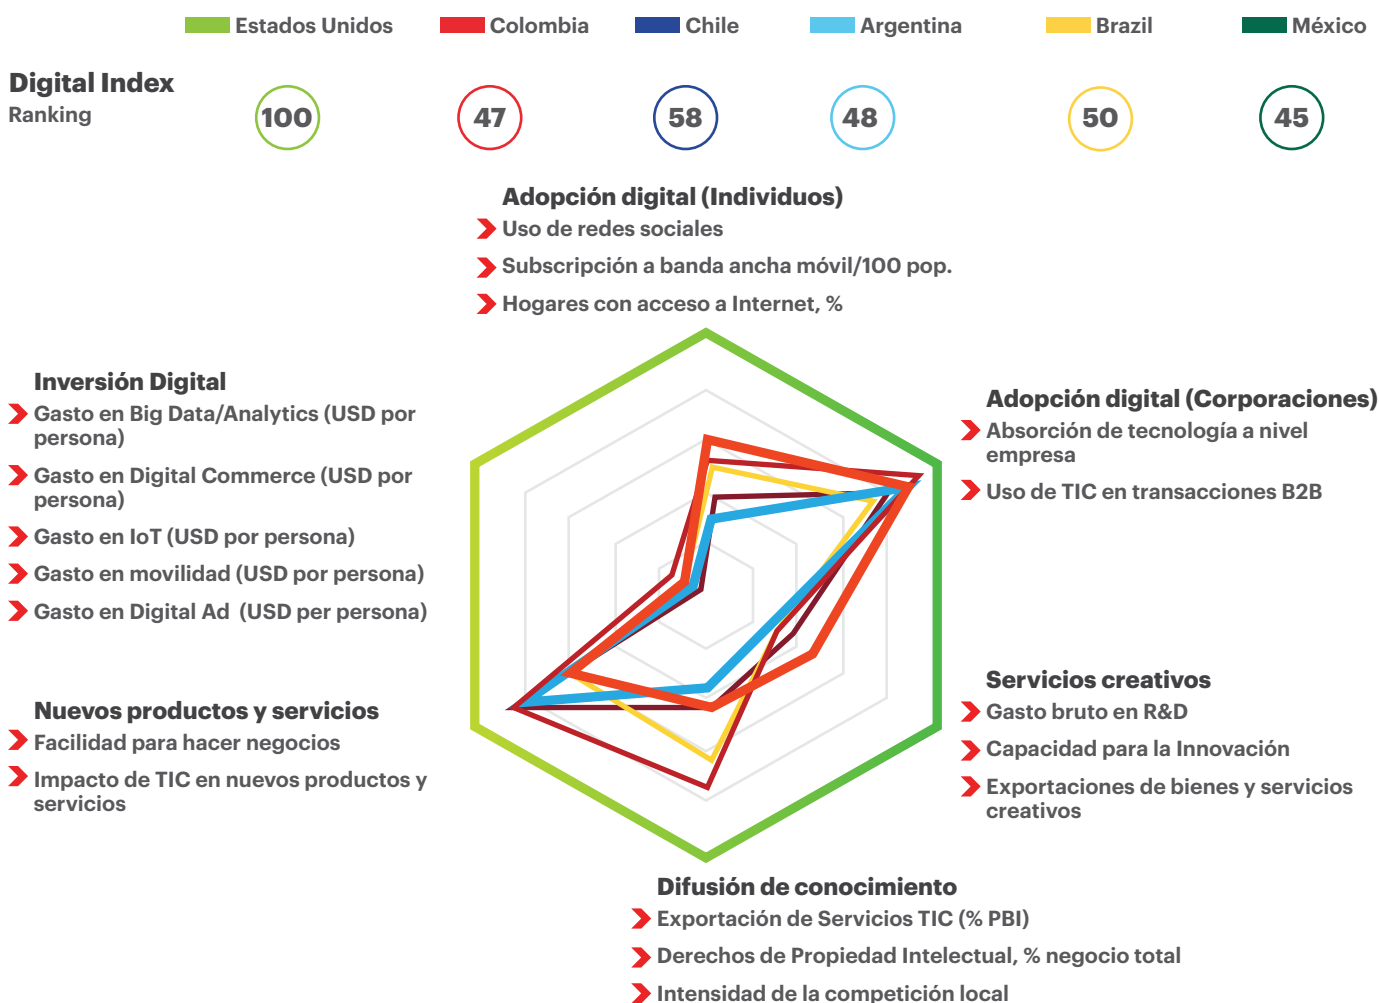 Estados Unidos
Colombia
Chile
Argentina
Brazil
México
Digital Index
Ranking
100
47
58
48
50
45
Adopción digital (Individuos)
Uso de redes sociales
Subscripción a banda ancha móvil/100 pop.
Hogares con acceso a Internet, %
Inversión Digital
Gasto en Big Data/Analytics (USD por
persona)
Gasto en Digital Commerce (USD por
persona)
Gasto en IoT (USD por persona)
Gasto en movilidad (USD por persona)
Gasto en Digital Ad (USD per persona)
Adopción digital (Corporaciones)
Absorción de tecnología a nivel
empresa
Uso de TIC en transacciones B2B
Nuevos productos y servicios
Facilidad para hacer negocios
Impacto de TIC en nuevos productos y
servicios
Servicios creativos
Gasto bruto en R&D
Capacidad para la Innovación
Exportaciones de bienes y servicios
creativos
Difusión de conocimiento
Exportación de Servicios TIC (% PBI)
Derechos de Propiedad Intelectual, % negocio total
Intensidad de la competición local